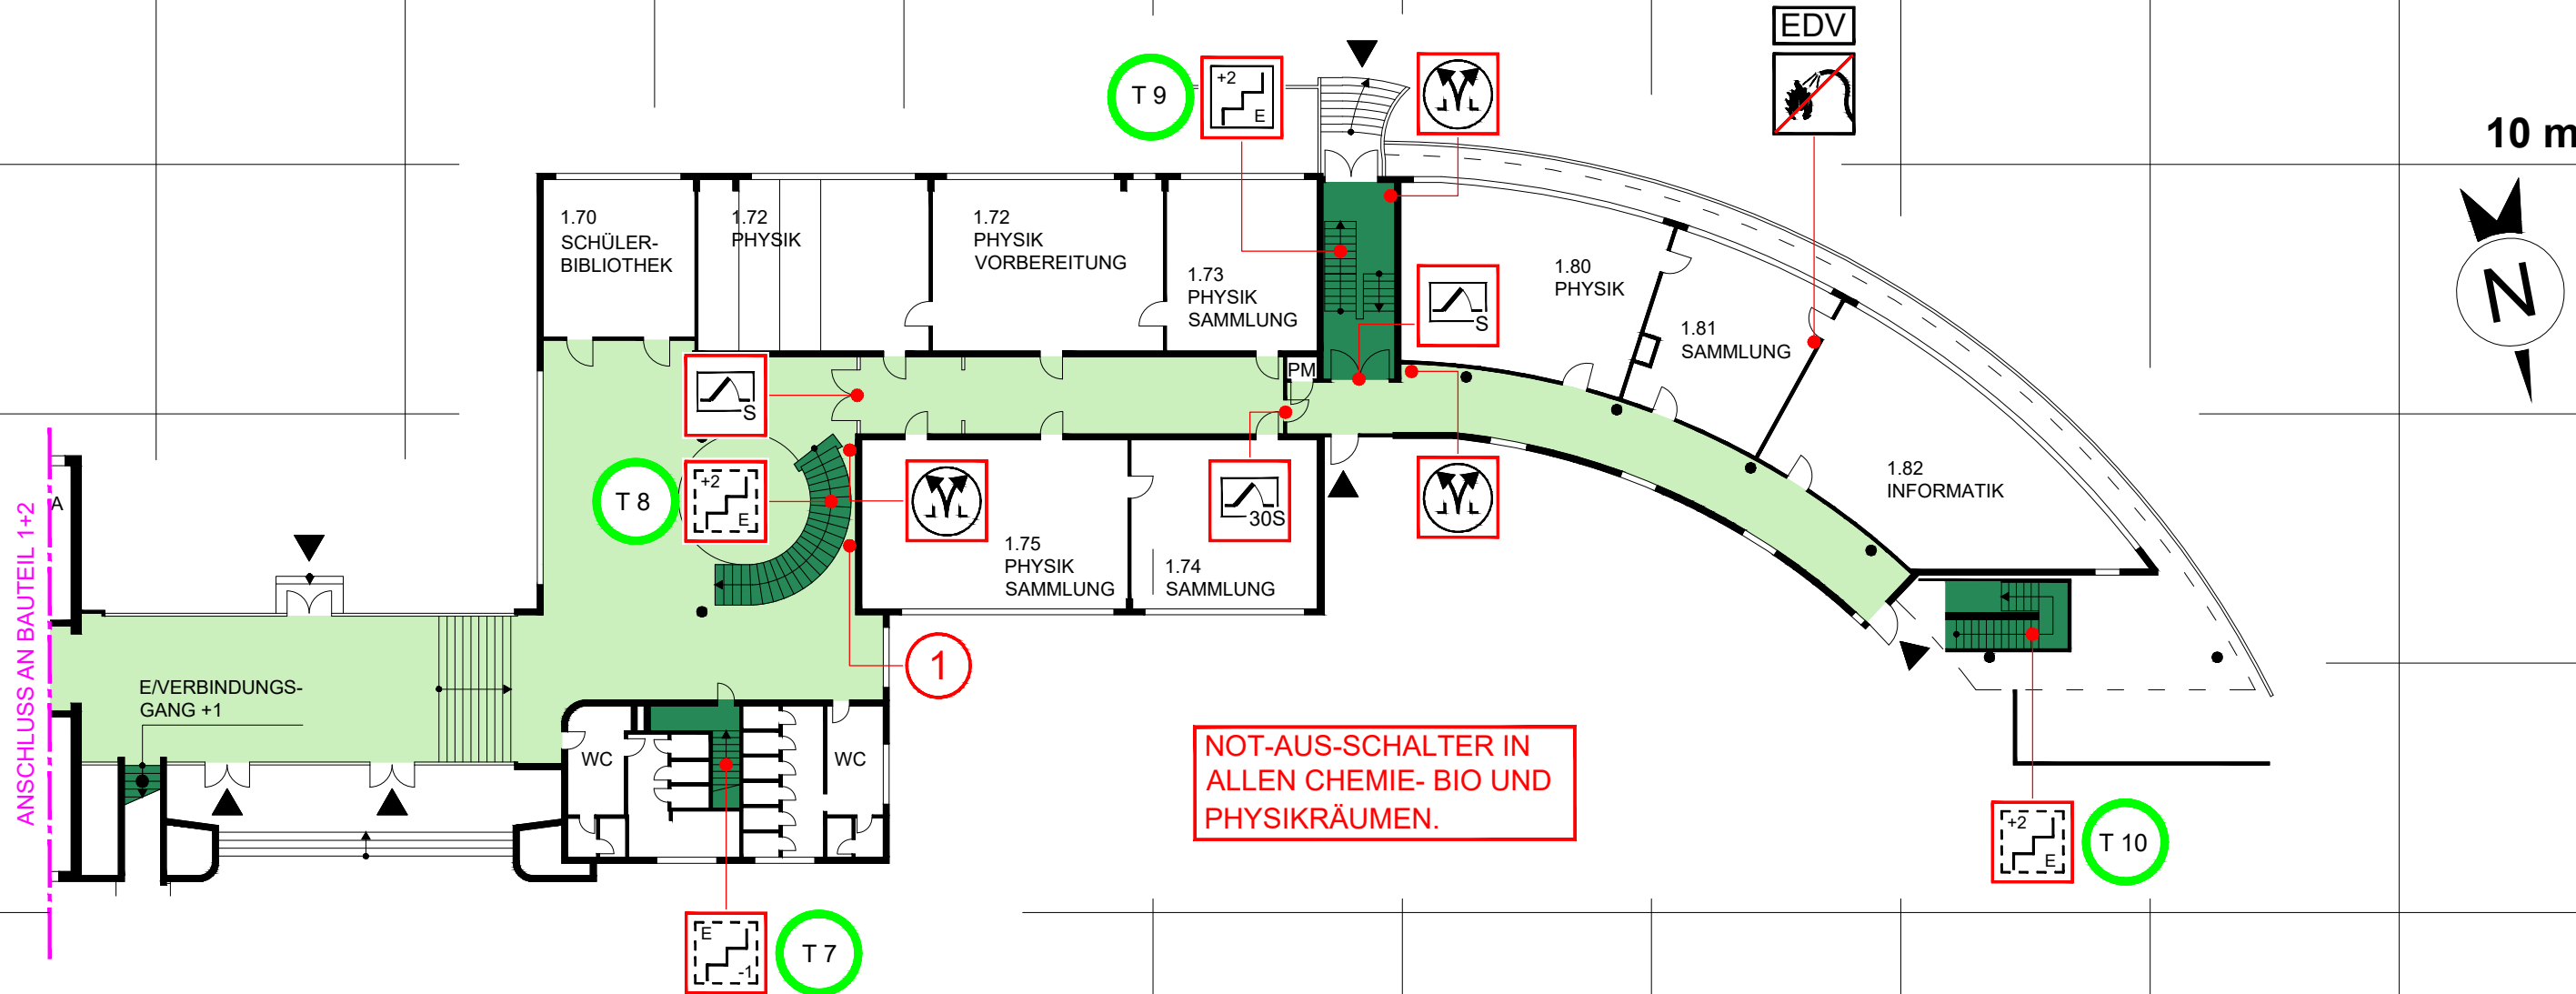 EDV
T 9
+2
E
10 m
N
1.70
SCHÜLER-
BIBLIOTHEK
1.72
PHYSIK
1.72
PHYSIK
VORBEREITUNG
1.73
PHYSIK
SAMMLUNG
1.80
PHYSIK
S
1.81
SAMMLUNG
PM
S
1.82
INFORMATIK
A
T 8
+2
E
30S
1.75
PHYSIK
SAMMLUNG
1.74
SAMMLUNG
ANSCHLUSS AN BAUTEIL 1+2
1
E/VERBINDUNGS-
GANG +1
WC
WC
NOT-AUS-SCHALTER IN
ALLEN CHEMIE- BIO UND
PHYSIKRÄUMEN.
+2
E
T 10
E
-1
T 7